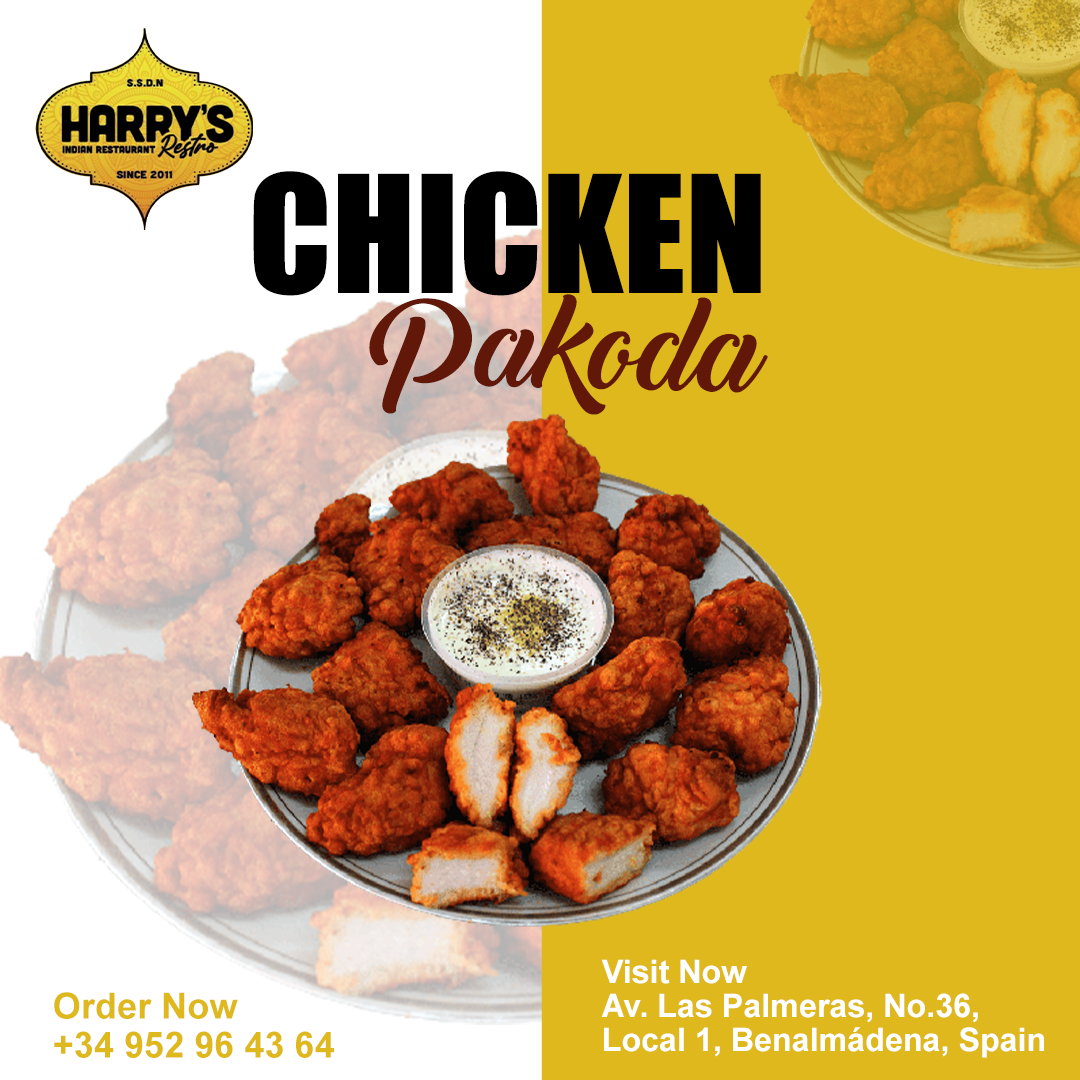 S.S.D.N
HARRY'S
INDIAN RESTAURANT Restro
SINCE 2011
CHICKEN
Pakoda
Order Now
+34 952 96 43 64
Visit Now
Av. Las Palmeras, No.36,
Local 1, Benalmádena, Spain